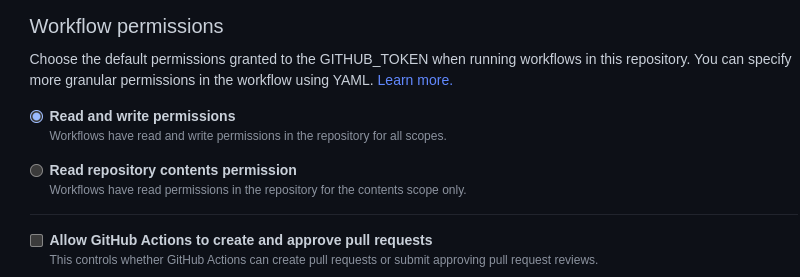 Workflow permissions
Choose the default permissions granted to the GITHUB_TOKEN when running workflows in this repository. You can specify
more granular permissions in the workflow using YAML. Learn more.
Read and write permissions
Workflows have read and write permissions in the repository for all scopes.
Read repository contents permission
Workflows have read permissions in the repository for the contents scope only.
Allow GitHub Actions to create and approve pull requests
This controls whether GitHub Actions can create pull requests or submit approving pull request reviews.